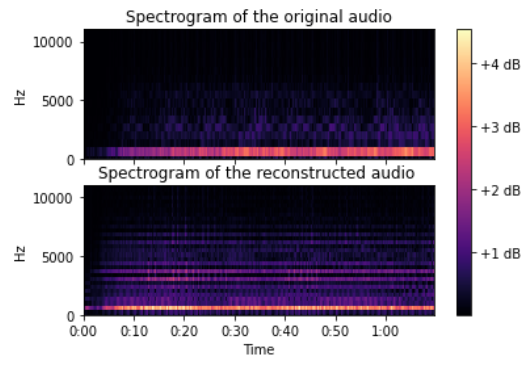 Spectrogram of the original audio
10000
5000
0
Hz
Spectrogram of the reconstructed audio
10000
5000
0
Hz
0:00 0:10 0:20 0:30 0:40 0:50 1:00
Time
+4 dB
+3 dB
+2 dB
+1 dB